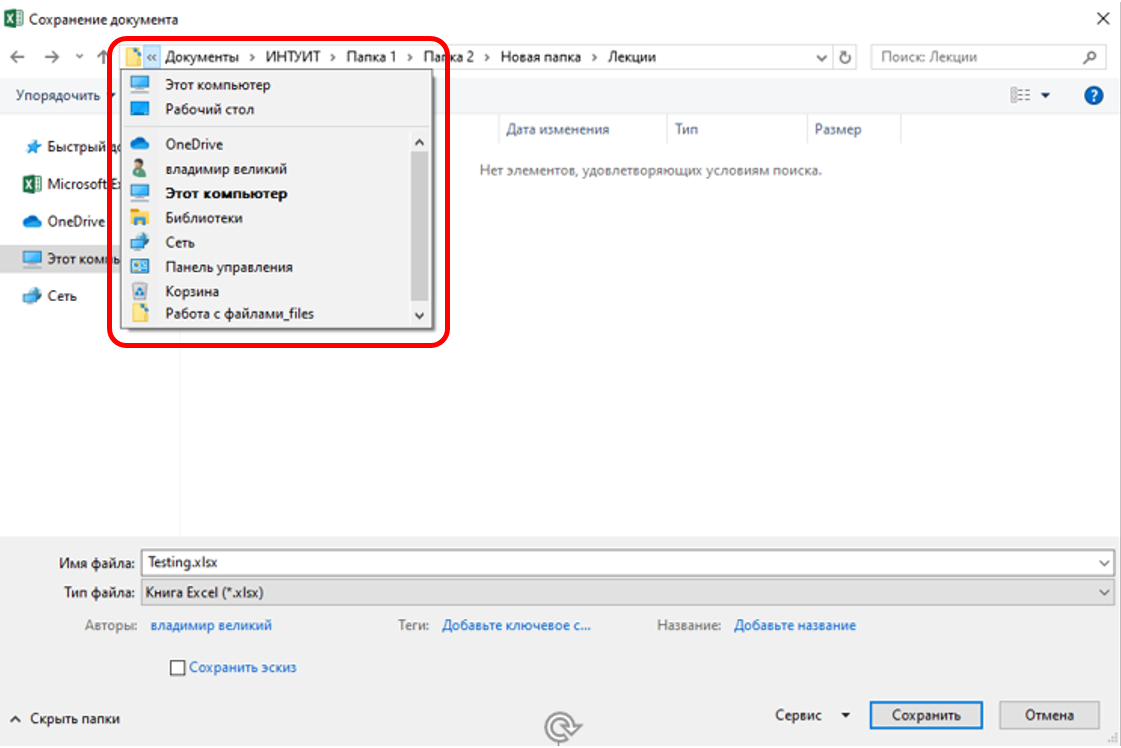 Сохранение документа
« Документы › ИНТУИТ › Папка 1 › Папка 2 › Новая папка › Лекции
Поиск: Лекции
Упорядочить
Этот компьютер
Рабочий стол
OneDrive
владимир великий
Этот компьютер
Библиотеки
Сеть
Панель управления
Корзина
Работа с файлами_files
Быстрый до
Microsoft Ex
OneDrive
Этот компь
Сеть
Дата изменения
Тип
Размер
Нет элементов, удовлетворяющих условиям поиска.
Имя файла: Testing.xlsx
Тип файла: Книга Excel (*.xlsx)
Авторы: владимир великий
Теги: Добавьте ключевое с...
Название: Добавьте название
Сохранить эскиз
Скрыть папки
Сервис
Сохранить
Отмена